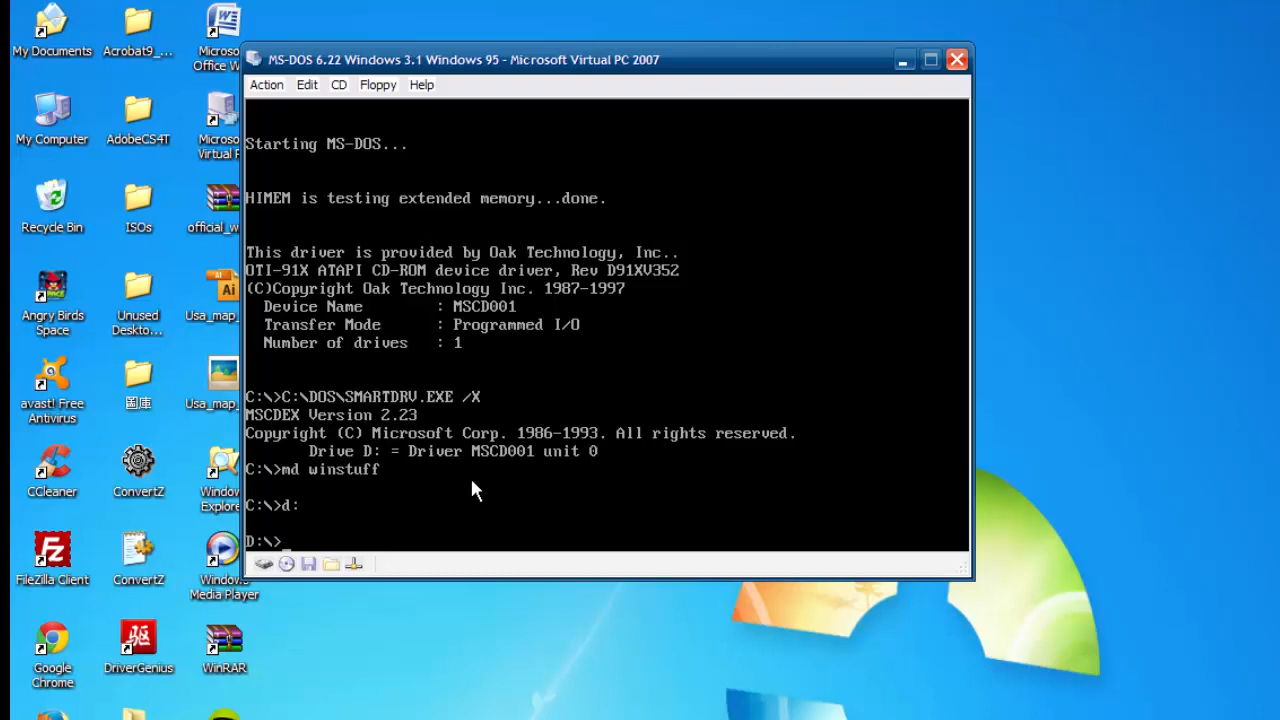 My Documents
Acrobat9_...
Microso
Office W
MS-DOS 6.22 Windows 3.1 Windows 95 - Microsoft Virtual PC 2007
Action Edit CD Floppy Help
My Computer
AdobeCS4T
Microso
Virtual P
Starting MS-DOS...
HIMEM is testing extended memory...done.
Recycle Bin
ISOs
official_w
This driver is provided by Oak Technology, Inc..
OTI-91X ATAPI CD-ROM device driver, Rev D91XV352
(C)Copyright Oak Technology Inc. 1987-1997
Device Name : MSCD001
Transfer Mode : Programmed I/O
Number of drives : 1
Angry Birds
Space
Unused
Deskto...
Ai
Usa_map_
avast! Free
Antivirus
圖庫
Usa_map_
C:\>C:\DOS\SMARTDRV.EXE /X
MSCDEX Version 2.23
Copyright (C) Microsoft Corp. 1986-1993. All rights reserved.
Drive D: = Driver MSCD001 unit 0
C:\>md winstuff
C:\>d:
D:\>_
CCleaner
ConvertZ
Window
Explore
Fz
FileZilla Client
ConvertZ
Windo
Media Player
Google
Chrome
驱
DriverGenius
WinRAR